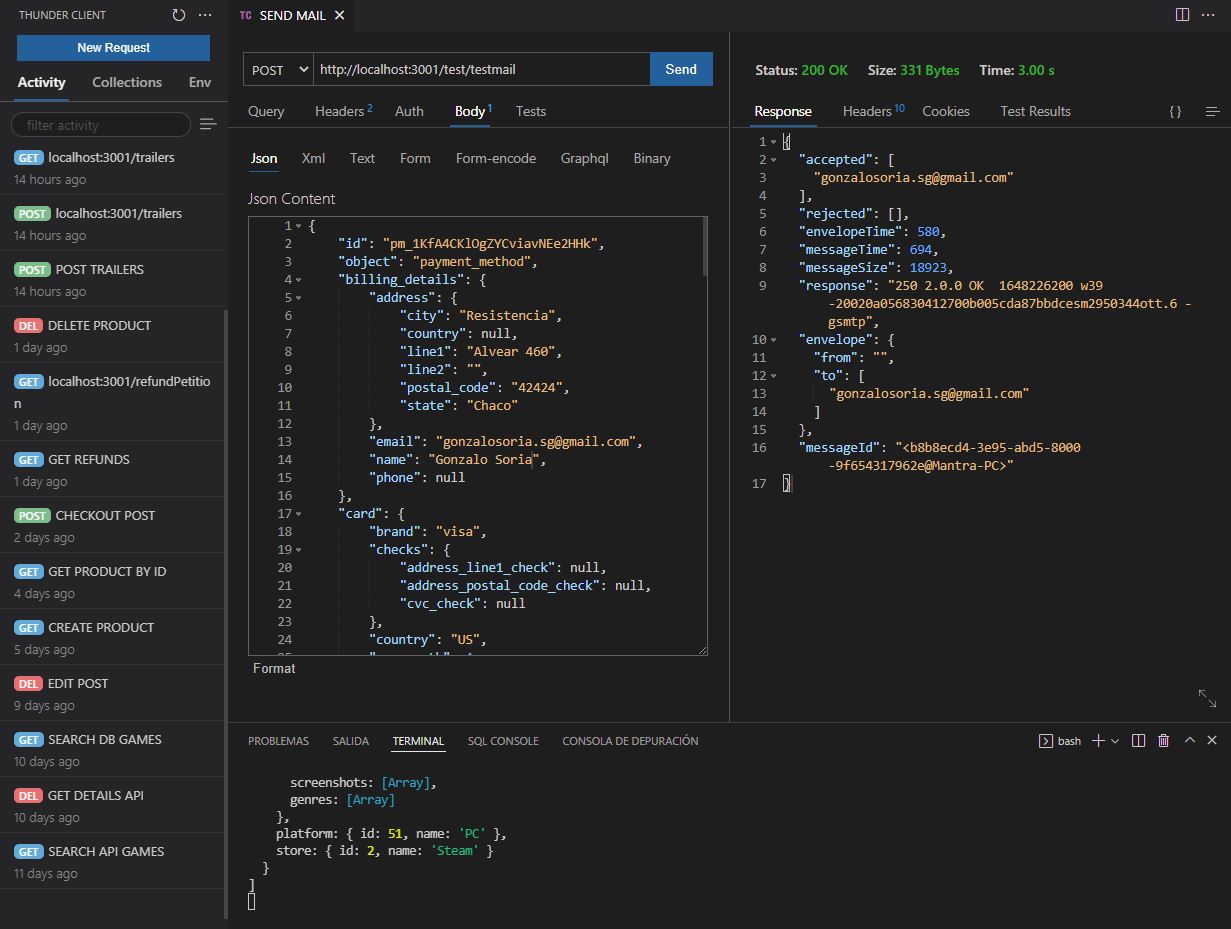 THUNDER CLIENT
New Request
Activity Collections Env
filter activity
GET localhost:3001/trailers
14 hours ago
POST localhost:3001/trailers
14 hours ago
POST POST TRAILERS
14 hours ago
DEL DELETE PRODUCT
1 day ago
GET localhost:3001/refundPetitio
n
1 day ago
GET GET REFUNDS
1 day ago
POST CHECKOUT POST
2 days ago
GET GET PRODUCT BY ID
4 days ago
GET CREATE PRODUCT
5 days ago
DEL EDIT POST
9 days ago
GET SEARCH DB GAMES
10 days ago
DEL GET DETAILS API
10 days ago
GET SEARCH API GAMES
11 days ago
TC SEND MAIL
POST http://localhost:3001/test/testmail Send
Query Headers 2 Auth Body 1 Tests
Json Xml Text Form Form-encode Graphql Binary
Json Content
1 {
2 "id": "pm_1KfA4CKlOgZYCviavNEe2HHk",
3 "object": "payment_method",
4 "billing_details": {
5 "address": {
6 "city": "Resistencia",
7 "country": null,
8 "line1": "Alvear 460",
9 "line2": "",
10 "postal_code": "42424",
11 "state": "Chaco"
12 },
13 "email": "gonzalosoria.sg@gmail.com",
14 "name": "Gonzalo Soria",
15 "phone": null
16 },
17 "card": {
18 "brand": "visa",
19 "checks": {
20 "address_line1_check": null,
21 "address_postal_code_check": null,
22 "cvc_check": null
23 },
24 "country": "US",
Format
Status: 200 OK Size: 331 Bytes Time: 3.00 s
Response Headers 10 Cookies Test Results { }
1 {
2 "accepted": [
3 "gonzalosoria.sg@gmail.com"
4 ],
5 "rejected": [],
6 "envelopeTime": 580,
7 "messageTime": 694,
8 "messageSize": 18923,
9 "response": "250 2.0.0 OK  1648226200 w39
-20020a056830412700b005cda87bbdcesm2950344ott.6 -
gsmtp",
10 "envelope": {
11 "from": "",
12 "to": [
13 "gonzalosoria.sg@gmail.com"
14 ]
15 },
16 "messageId": "<b8b8ecd4-3e95-abd5-8000
-9f654317962e@Mantra-PC>"
17 }
PROBLEMAS SALIDA TERMINAL SQL CONSOLE CONSOLA DE DEPURACIÓN bash
screenshots: [Array],
genres: [Array]
},
platform: { id: 51, name: 'PC' },
store: { id: 2, name: 'Steam' }
}
]